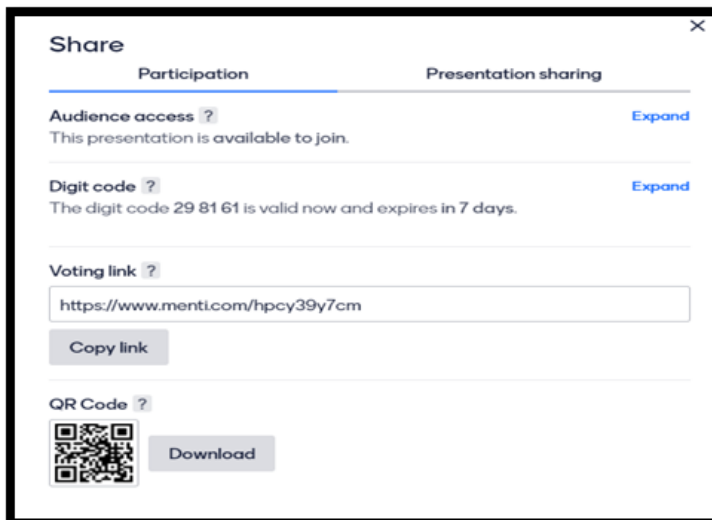 Share
Participation
Presentation sharing
Audience access ?
Expand
This presentation is available to join.
Digit code ?
Expand
The digit code 29 81 61 is valid now and expires in 7 days.
Voting link ?
https://www.menti.com/hpcy39y7cm
Copy link
QR Code ?
Download